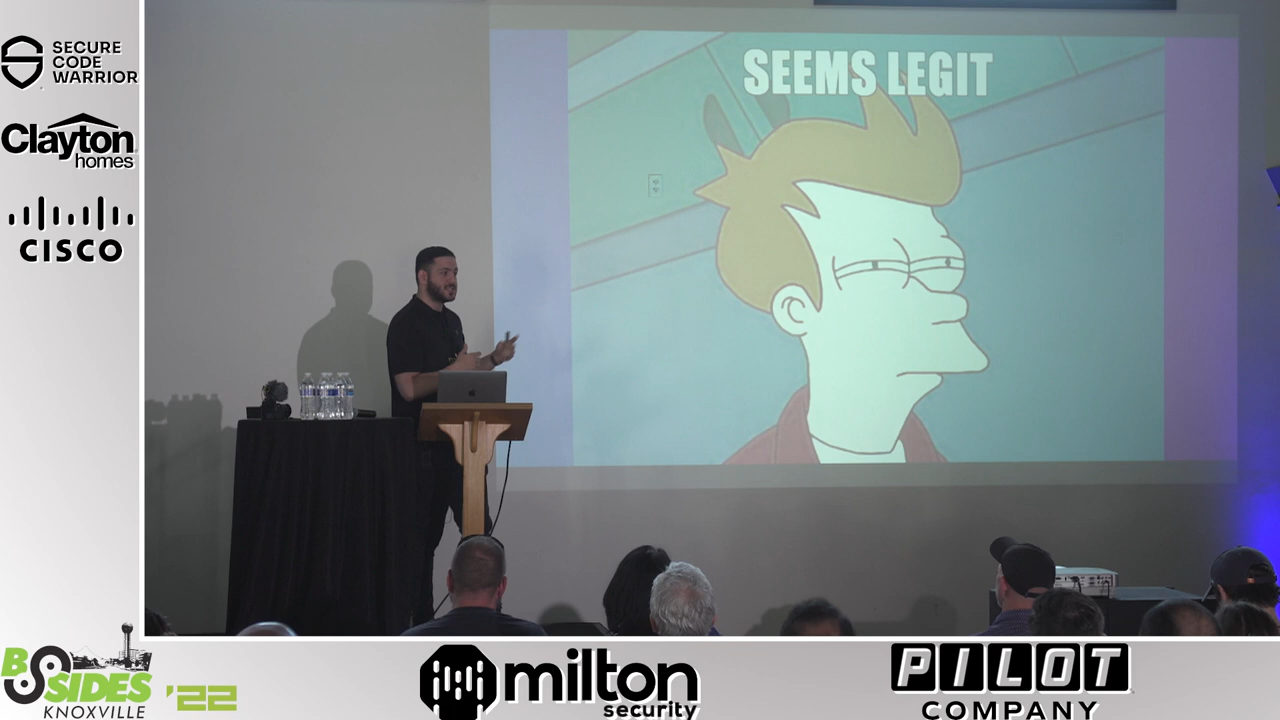 SECURE
CODE
WARRIOR
Clayton
homes
CISCO
SEEMS LEGIT
BSIDES
KNOXVILLE
'22
milton
security
PILOT
COMPANY